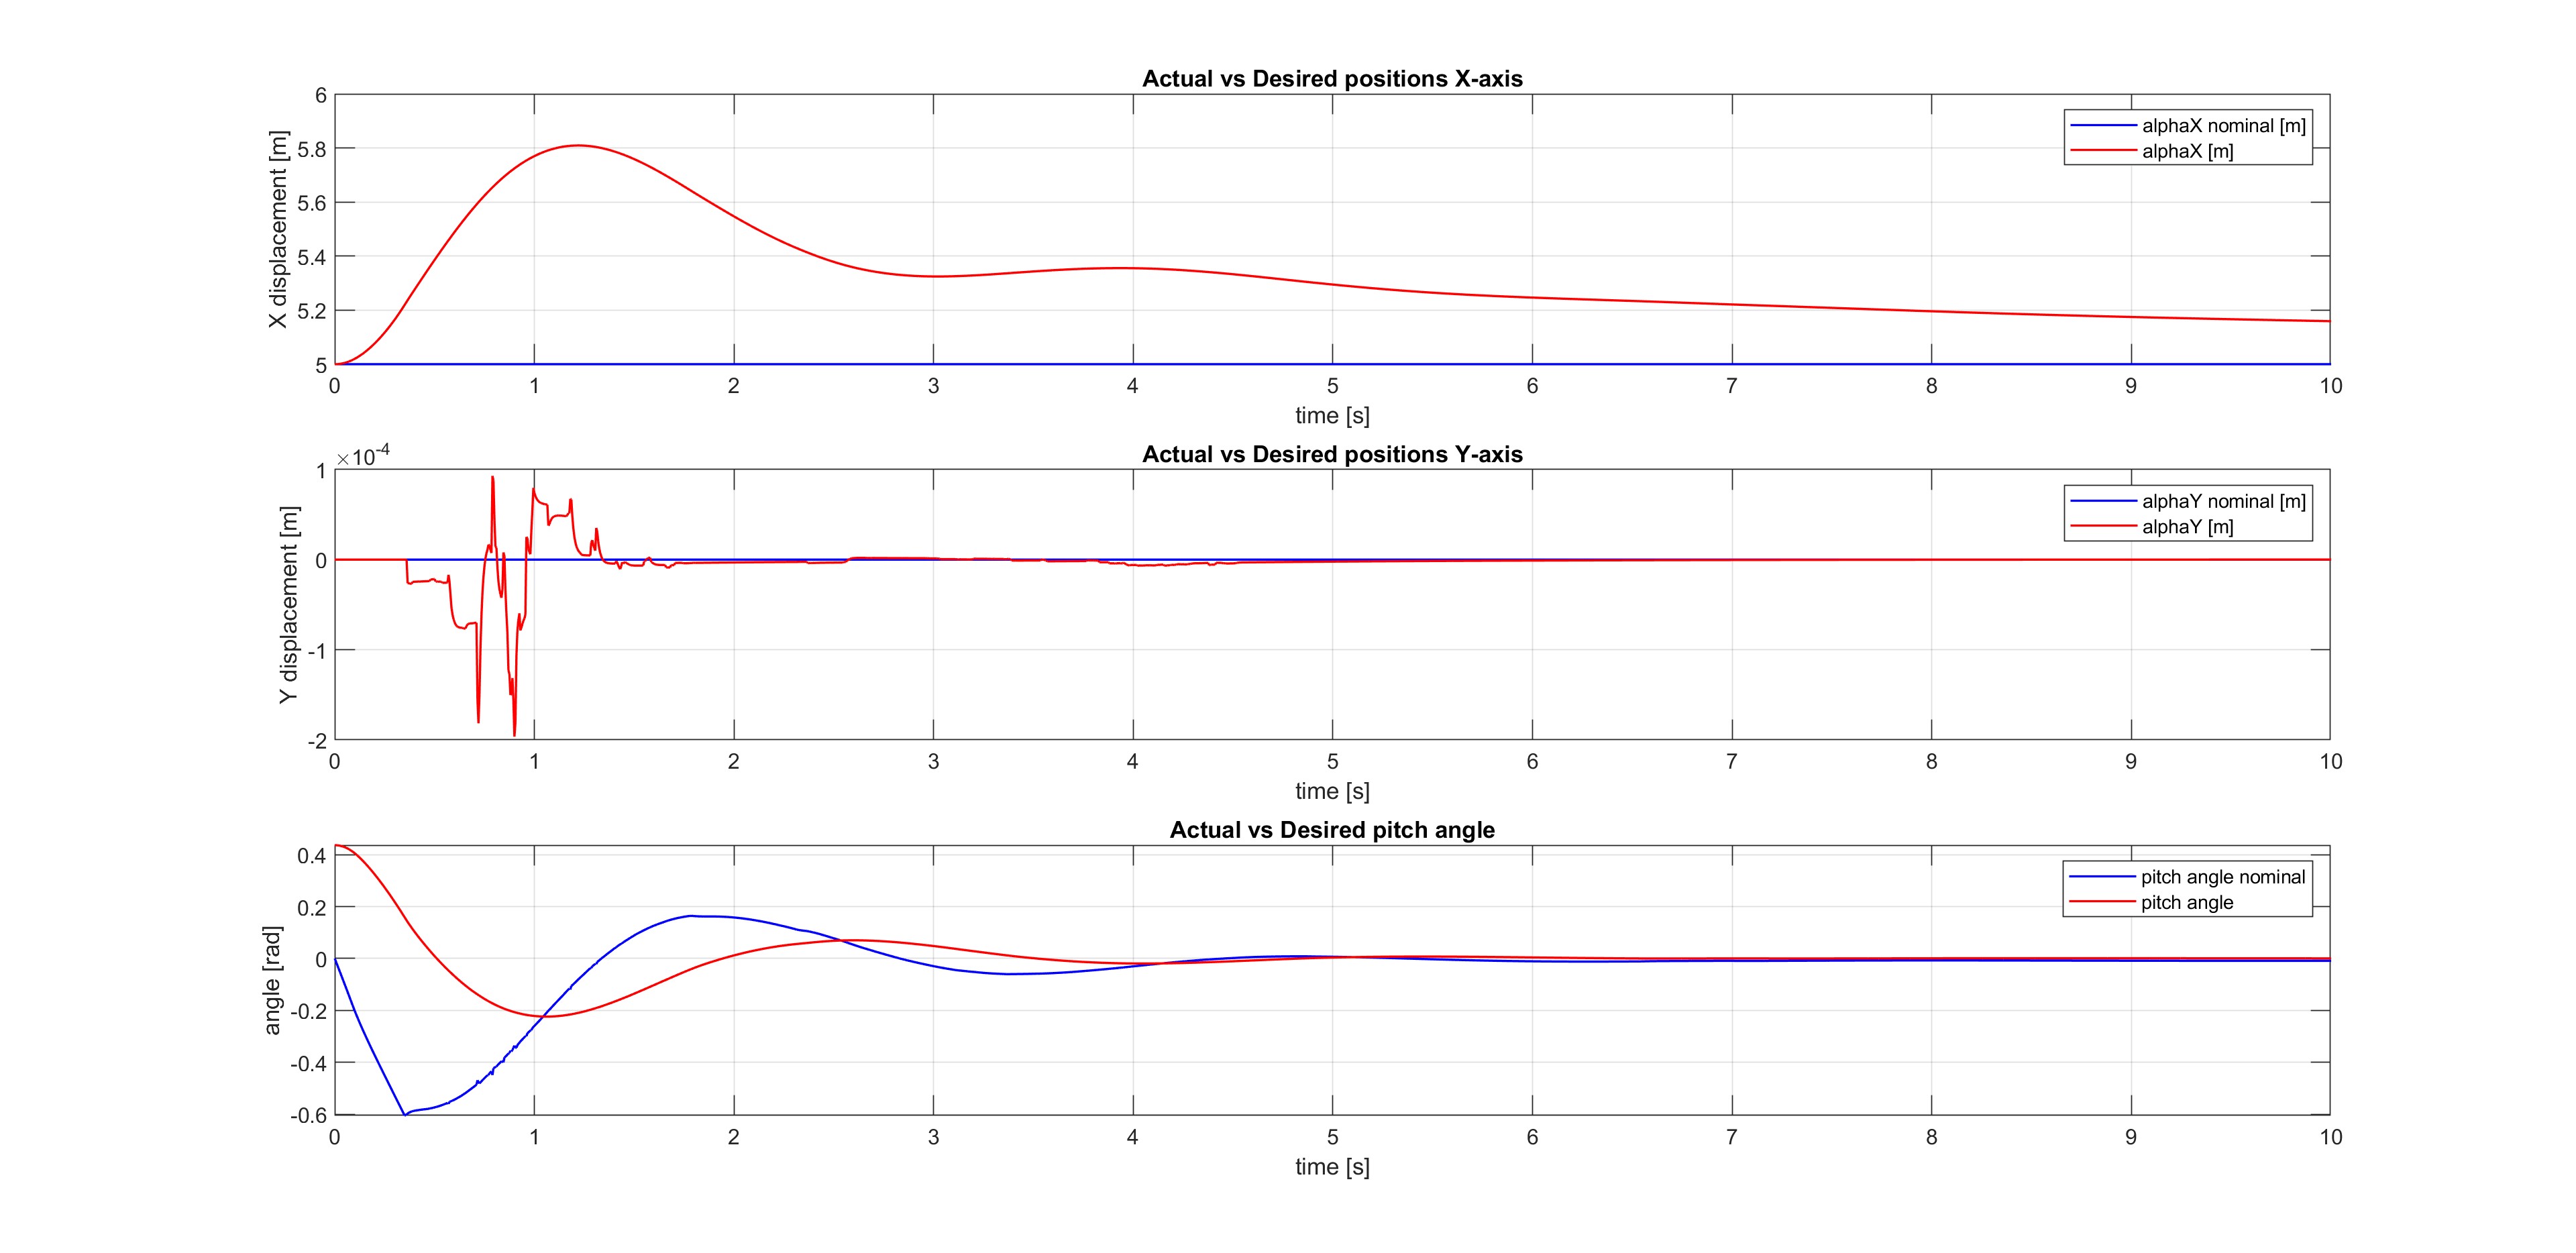 Actual vs Desired positions X-axis
6
5.8
5.6
5.4
5.2
5
X displacement [m]
alphaX nominal [m]
alphaX [m]
0 1 2 3 4 5 6 7 8 9 10
time [s]
Actual vs Desired positions Y-axis
×10-4
1
0
-1
-2
Y displacement [m]
alphaY nominal [m]
alphaY [m]
0 1 2 3 4 5 6 7 8 9 10
time [s]
Actual vs Desired pitch angle
0.4
0.2
0
-0.2
-0.4
-0.6
angle [rad]
pitch angle nominal
pitch angle
0 1 2 3 4 5 6 7 8 9 10
time [s]